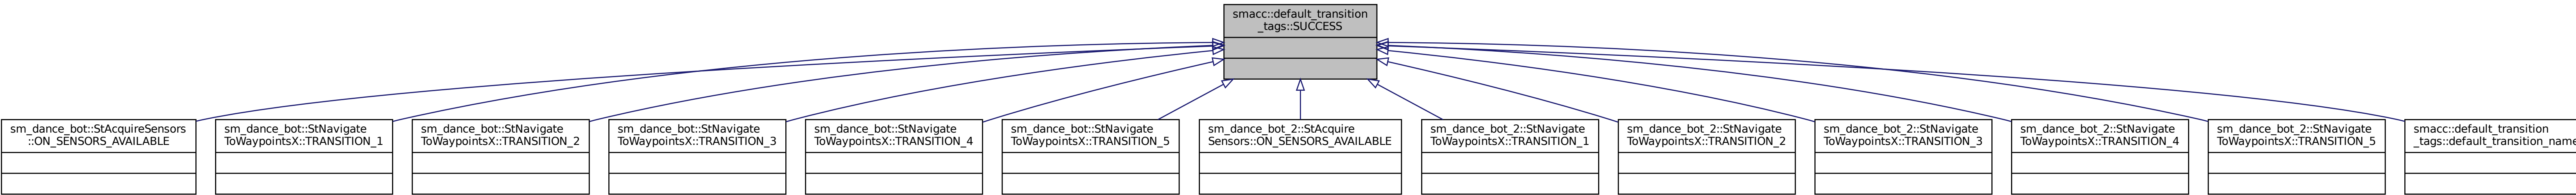 smacc::default_transition
_tags::SUCCESS
sm_dance_bot::StAcquireSensors
::ON_SENSORS_AVAILABLE
sm_dance_bot::StNavigate
ToWaypointsX::TRANSITION_1
sm_dance_bot::StNavigate
ToWaypointsX::TRANSITION_2
sm_dance_bot::StNavigate
ToWaypointsX::TRANSITION_3
sm_dance_bot::StNavigate
ToWaypointsX::TRANSITION_4
sm_dance_bot::StNavigate
ToWaypointsX::TRANSITION_5
sm_dance_bot_2::StAcquire
Sensors::ON_SENSORS_AVAILABLE
sm_dance_bot_2::StNavigate
ToWaypointsX::TRANSITION_1
sm_dance_bot_2::StNavigate
ToWaypointsX::TRANSITION_2
sm_dance_bot_2::StNavigate
ToWaypointsX::TRANSITION_3
sm_dance_bot_2::StNavigate
ToWaypointsX::TRANSITION_4
sm_dance_bot_2::StNavigate
ToWaypointsX::TRANSITION_5
smacc::default_transition
_tags::default_transition_name